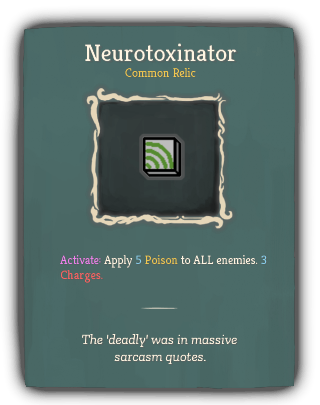 Neurotoxinator
Common Relic
Activate: Apply 5 Poison to ALL enemies. 3
Charges.
The 'deadly' was in massive
sarcasm quotes.